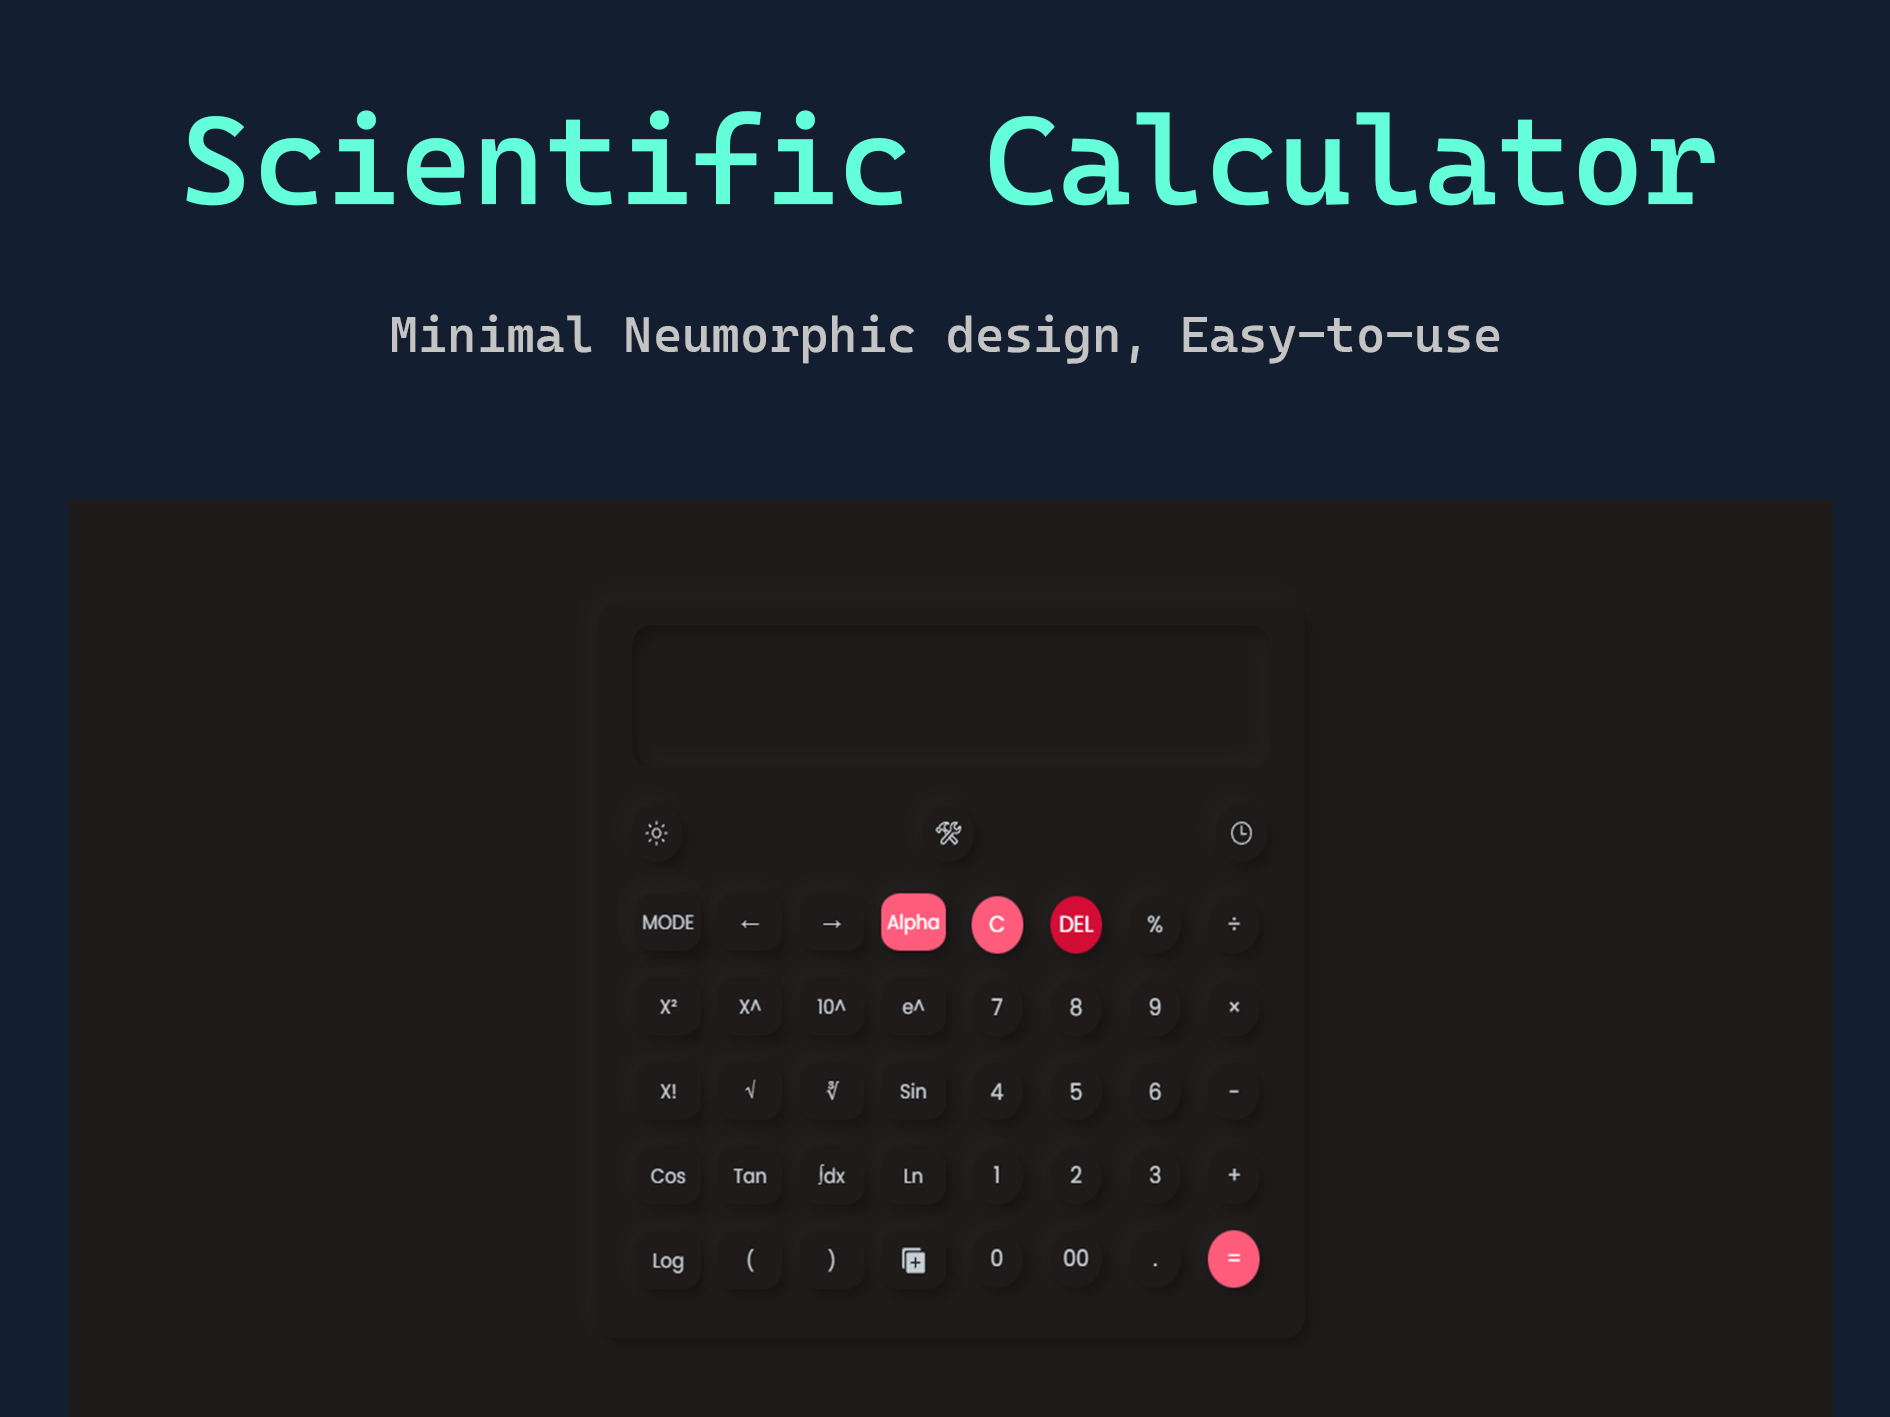 Scientific Calculator
Minimal Neumorphic design, Easy-to-use
MODE ← → Alpha C DEL % ÷
X² X^ 10^ e^ 7 8 9 ×
X! √ ∛ Sin 4 5 6 -
Cos Tan ∫dx Ln 1 2 3 +
Log ( ) 0 00 . =